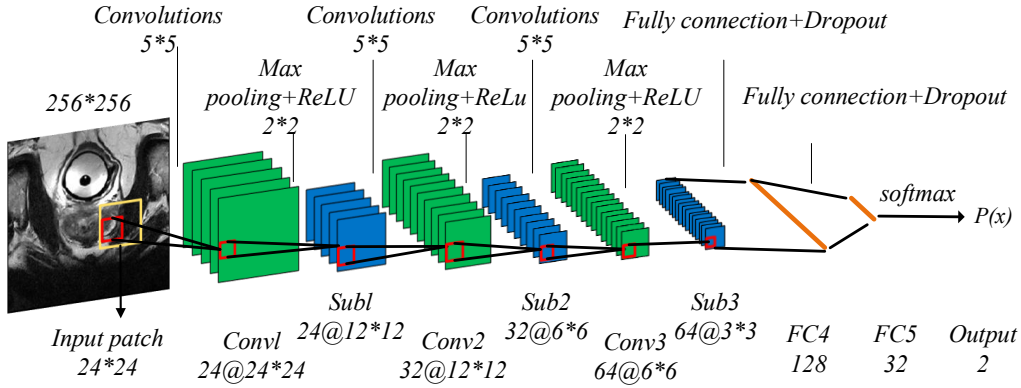 Convolutions
5*5
Convolutions
5*5
Convolutions
5*5
Fully connection+Dropout
Max
pooling+ReLU
2*2
Max
pooling+ReLu
2*2
Max
pooling+ReLU
2*2
Fully connection+Dropout
256*256
softmax
P(x)
Input patch
24*24
Convl
24@24*24
Subl
24@12*12
Conv2
32@12*12
Sub2
32@6*6
Conv3
64@6*6
Sub3
64@3*3
FC4
128
FC5
32
Output
2